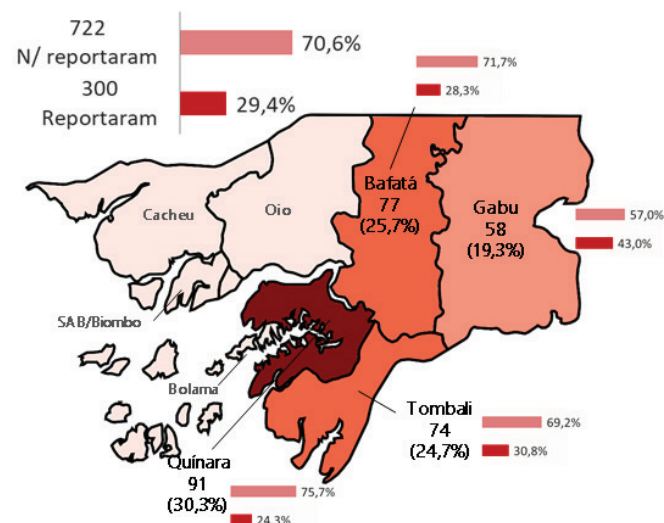 722
N/ reportaram
70,6%
300
Reportaram
29,4%
71,7%
28,3%
Bafatá
77
(25,7%)
Gabu
58
(19,3%)
57,0%
43,0%
Cacheu
Oio
SAB/Biombo
Bolama
Tombali
74
(24,7%)
69,2%
30,8%
Quínara
91
(30,3%)
75,7%
24,3%